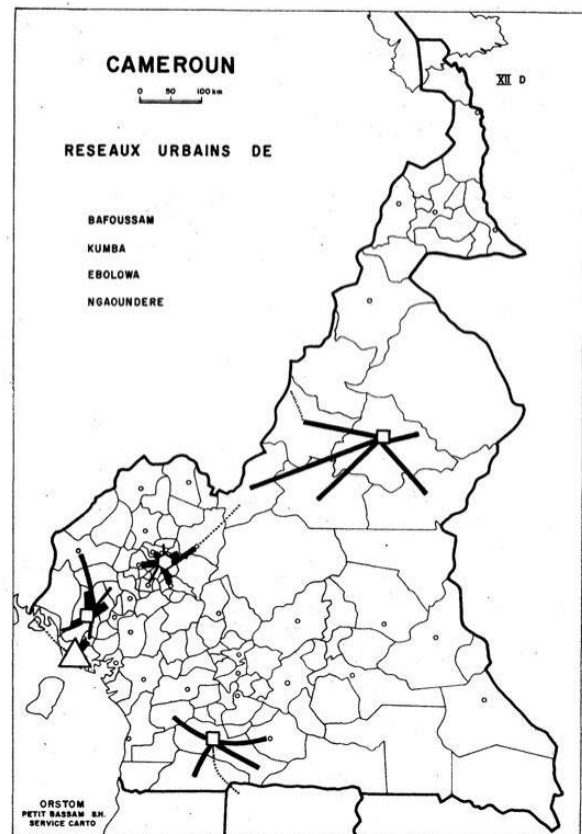 CAMEROUN
0 50 100 km
XII D
RESEAUX URBAINS DE
BAFOUSSAM
KUMBA
EBOLOWA
NGAOUNDERE
ORSTOM
PETIT BASSAM S.H.
SERVICE CARTO